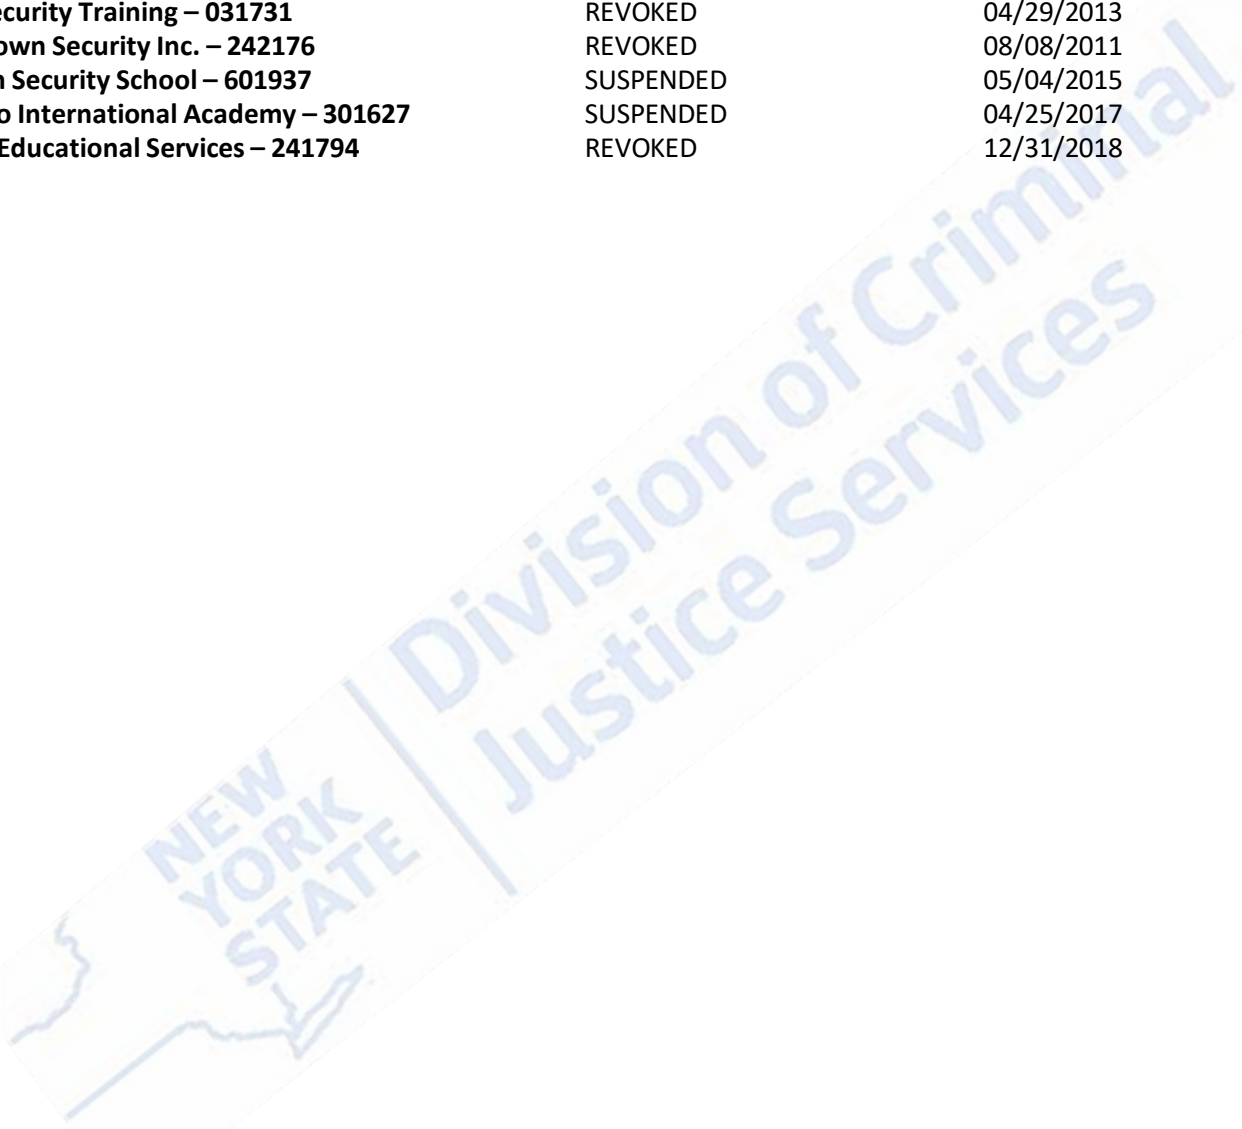 ecurity Training – 031731 REVOKED 04/29/2013
own Security Inc. – 242176 REVOKED 08/08/2011
n Security School – 601937 SUSPENDED 05/04/2015
o International Academy – 301627 SUSPENDED 04/25/2017
Educational Services – 241794 REVOKED 12/31/2018
Division of Criminal
Justice Services
NEW
YORK
STATE